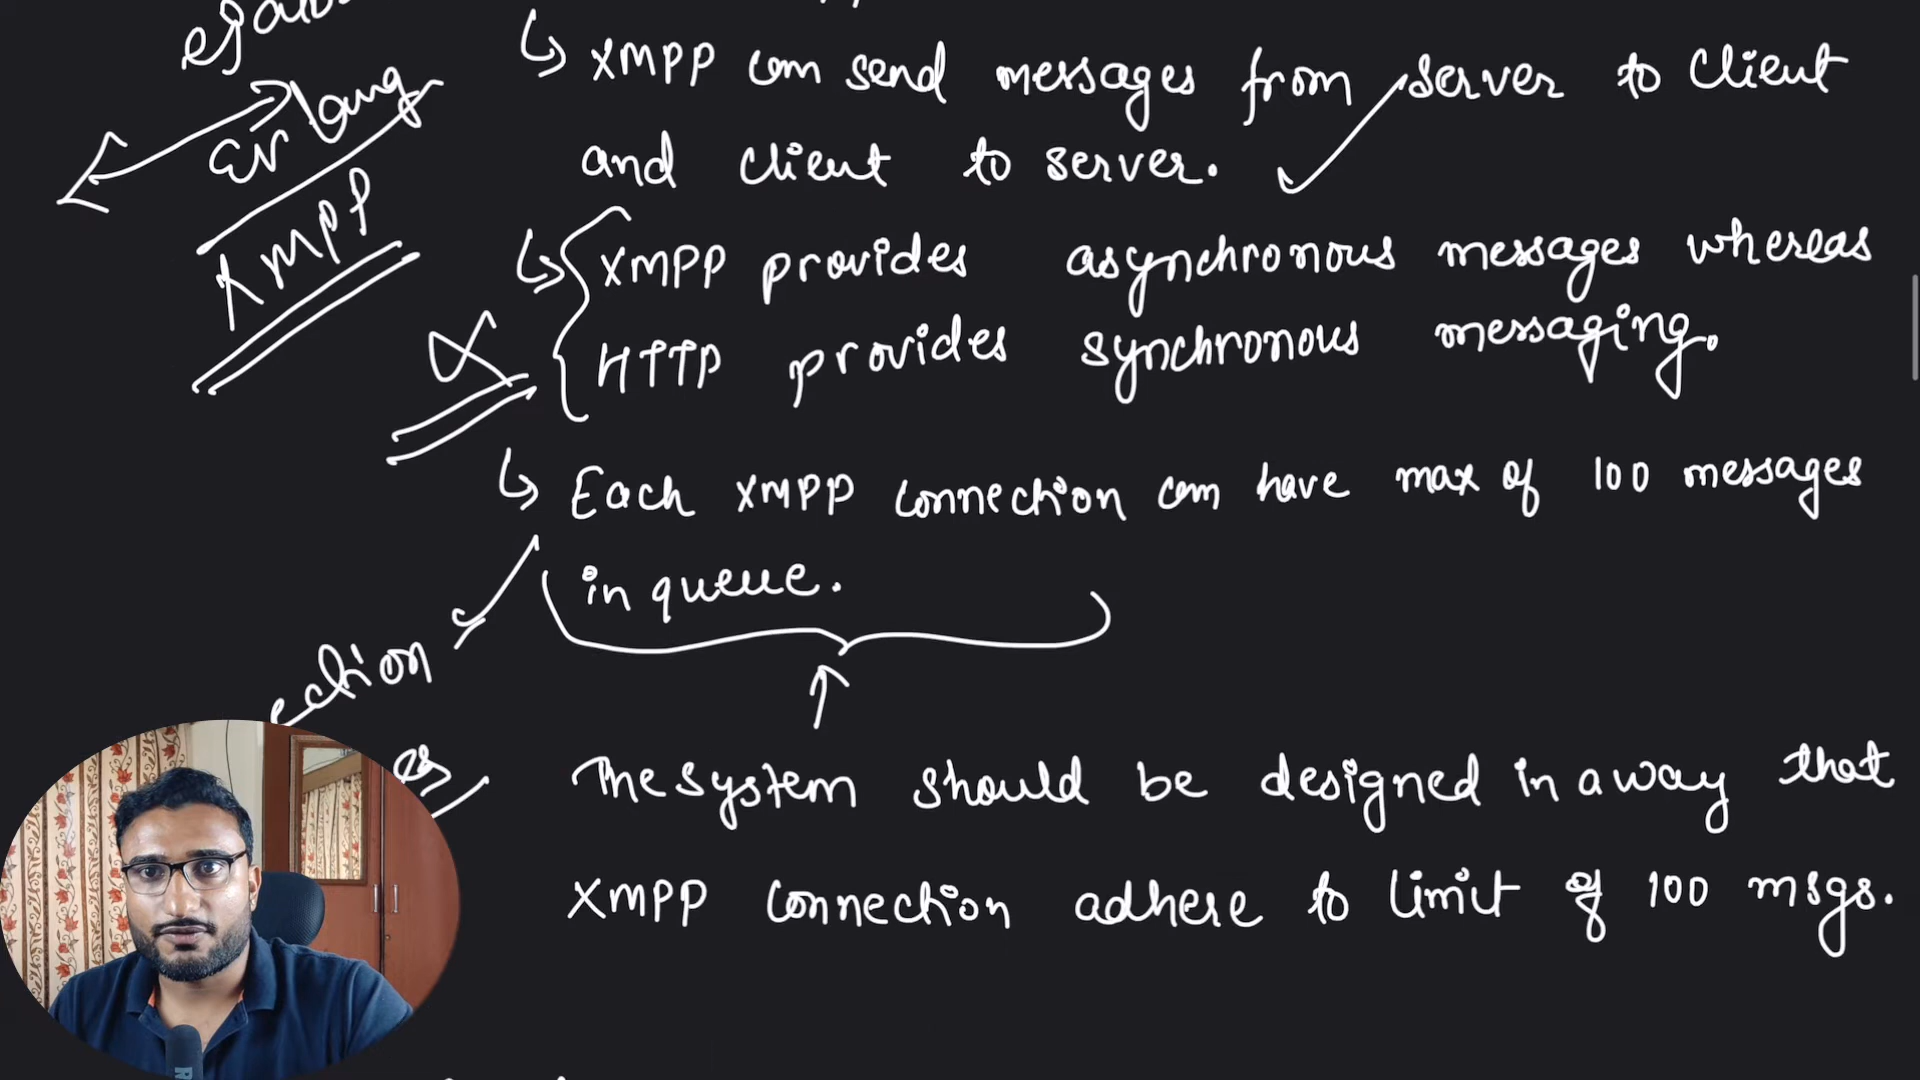 ↳ XMPP can send messages from server to client
and client to server.
↳ XMPP provides asynchronous messages whereas
HTTP provides synchronous messaging.
↳ Each XMPP connection can have max of 100 messages
in queue.
The system should be designed in a way that
XMPP connection adhere to limit of 100 msgs.
Er lang
XMPP
ection